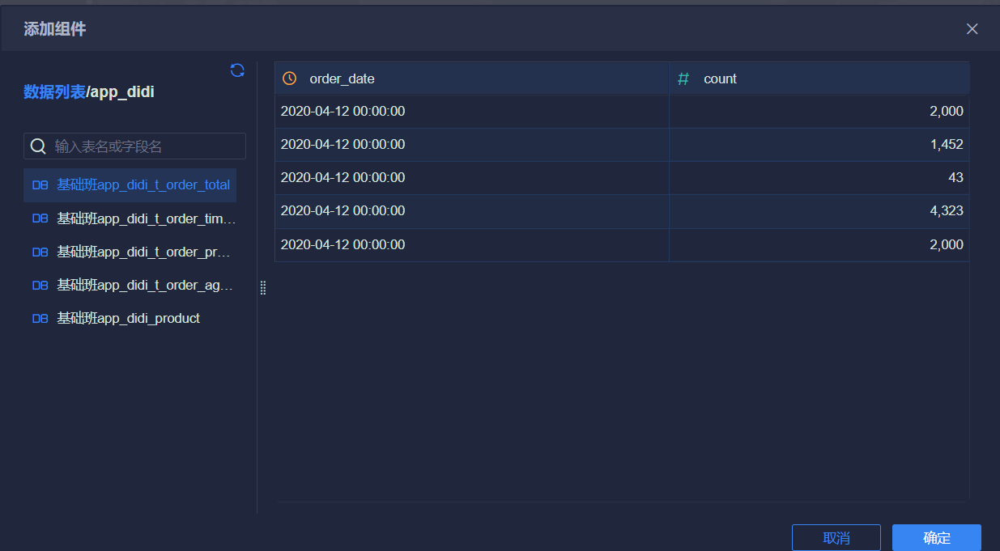 添加组件
数据列表/app_didi
输入表名或字段名
基础班app_didi_t_order_total
基础班app_didi_t_order_tim...
基础班app_didi_t_order_pr...
基础班app_didi_t_order_ag...
基础班app_didi_product
order_date # count
2020-04-12 00:00:00 2,000
2020-04-12 00:00:00 1,452
2020-04-12 00:00:00 43
2020-04-12 00:00:00 4,323
2020-04-12 00:00:00 2,000
取消 确定